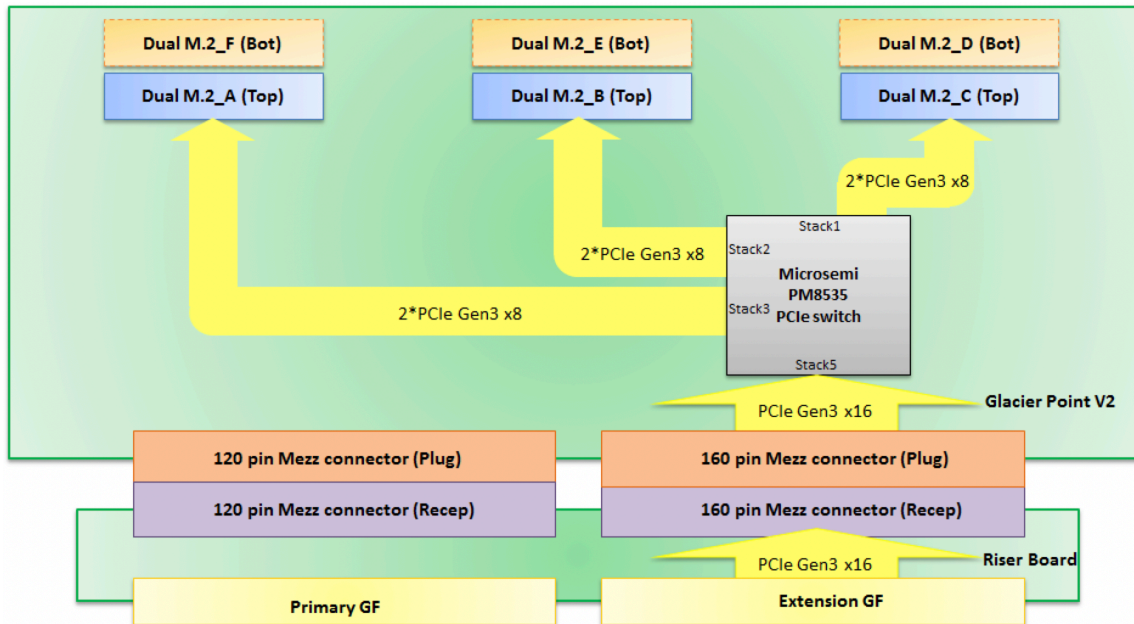 Dual M.2_F (Bot)
Dual M.2_E (Bot)
Dual M.2_D (Bot)
Dual M.2_A (Top)
Dual M.2_B (Top)
Dual M.2_C (Top)
2*PCIe Gen3 x8
Stack1
Stack2
2*PCIe Gen3 x8
Microsemi
PM8535
PCIe switch
Stack3
2*PCIe Gen3 x8
Stack5
Glacier Point V2
PCIe Gen3 x16
120 pin Mezz connector (Plug)
160 pin Mezz connector (Plug)
120 pin Mezz connector (Recep)
160 pin Mezz connector (Recep)
Riser Board
PCIe Gen3 x16
Primary GF
Extension GF